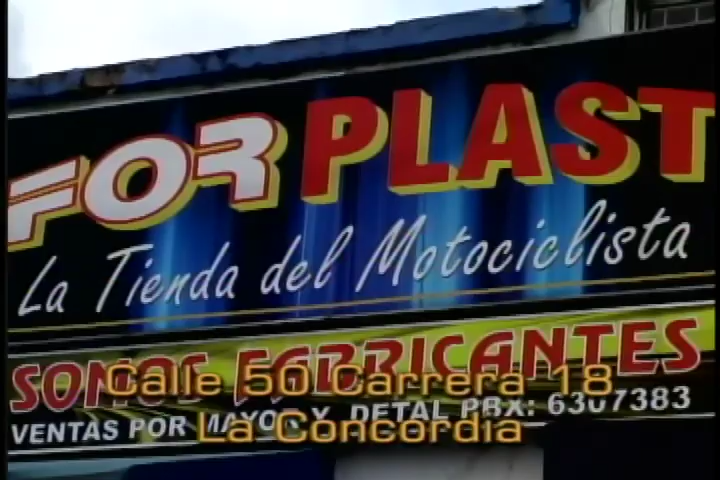 FOR PLAST
La Tienda del Motociclista
SOMOS FABRICANTES
Calle 50 Carrera 18
VENTAS POR MAYOR Y DETAL PBX: 6307383
La Concordia